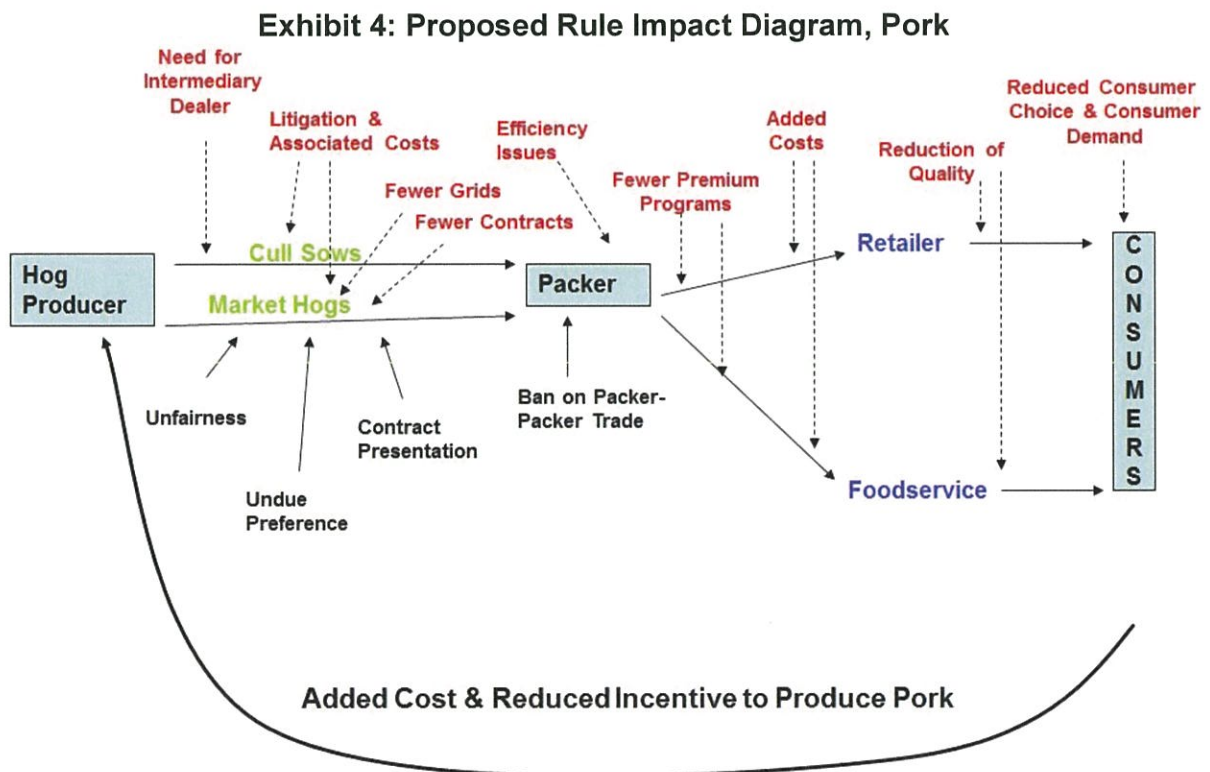 Exhibit 4: Proposed Rule Impact Diagram, Pork
Need for
Intermediary
Dealer
Litigation &
Associated Costs
Efficiency
Issues
Added
Costs
Reduced Consumer
Choice & Consumer
Demand
Reduction of
Quality
Fewer Grids
Fewer Contracts
Fewer Premium
Programs
Hog
Producer
Cull Sows
Market Hogs
Packer
Retailer
Foodservice
CONSUMERS
Unfairness
Undue
Preference
Contract
Presentation
Ban on Packer-
Packer Trade
Added Cost & Reduced Incentive to Produce Pork